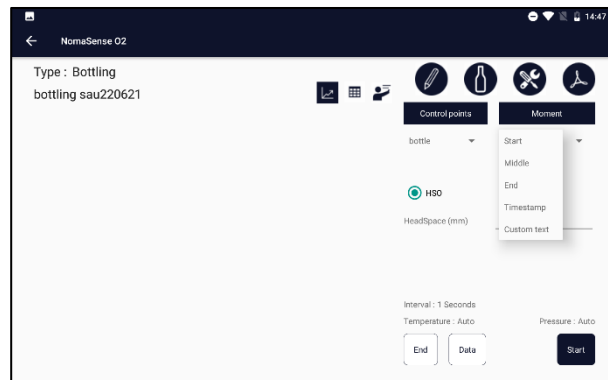 14:47
NomaSense O2
Type : Bottling
bottling sau220621
Control points
Moment
bottle
Start
Middle
End
Timestamp
Custom text
HS0
HeadSpace (mm)
Interval : 1 Seconds
Temperature : Auto
Pressure : Auto
End
Data
Start